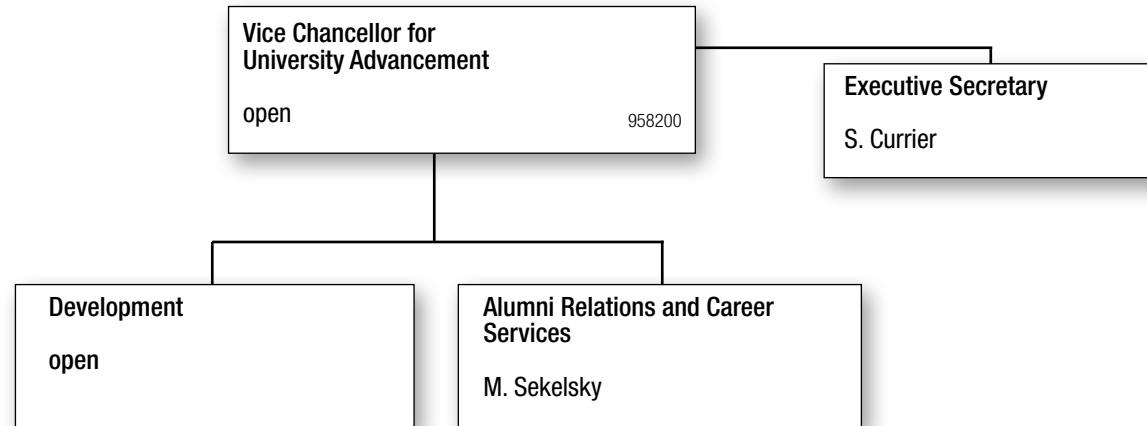 Vice Chancellor for
University Advancement
open
958200
Executive Secretary
S. Currier
Development
open
Alumni Relations and Career
Services
M. Sekelsky